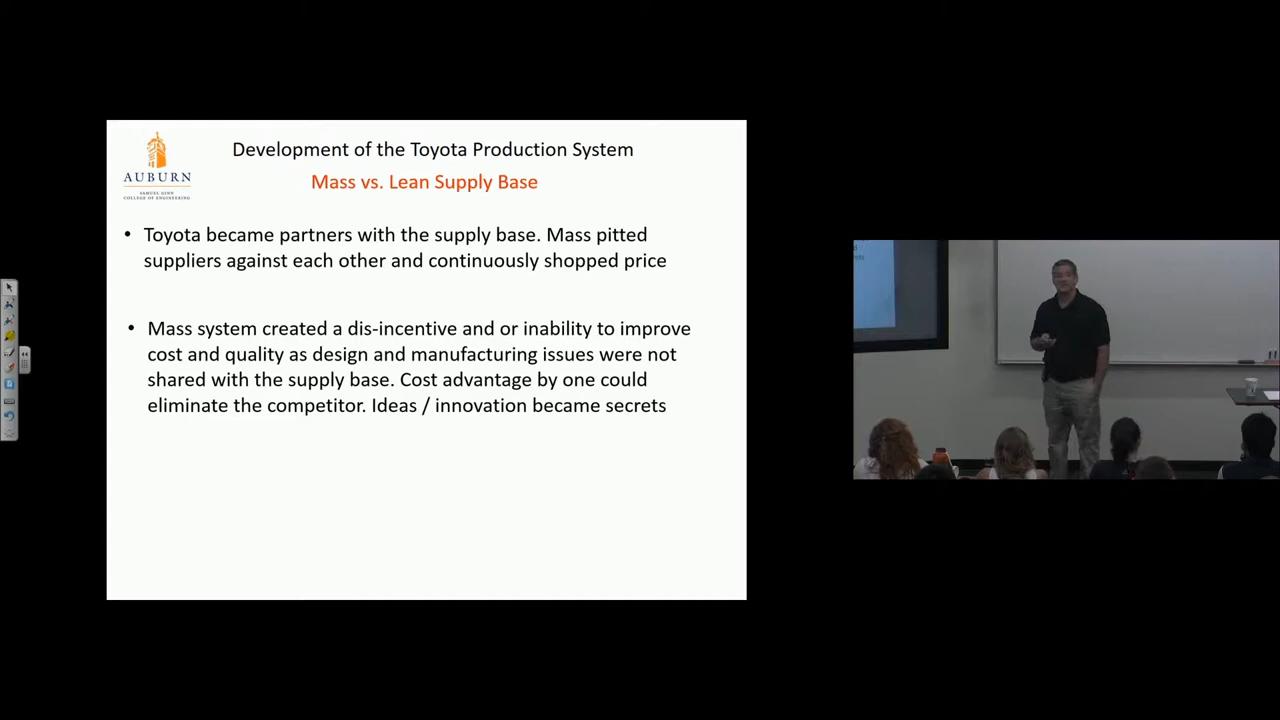 Development of the Toyota Production System
Mass vs. Lean Supply Base
AUBURN
SAMUEL GINN
COLLEGE OF ENGINEERING
• Toyota became partners with the supply base. Mass pitted
suppliers against each other and continuously shopped price
• Mass system created a dis-incentive and or inability to improve
cost and quality as design and manufacturing issues were not
shared with the supply base. Cost advantage by one could
eliminate the competitor. Ideas / innovation became secrets